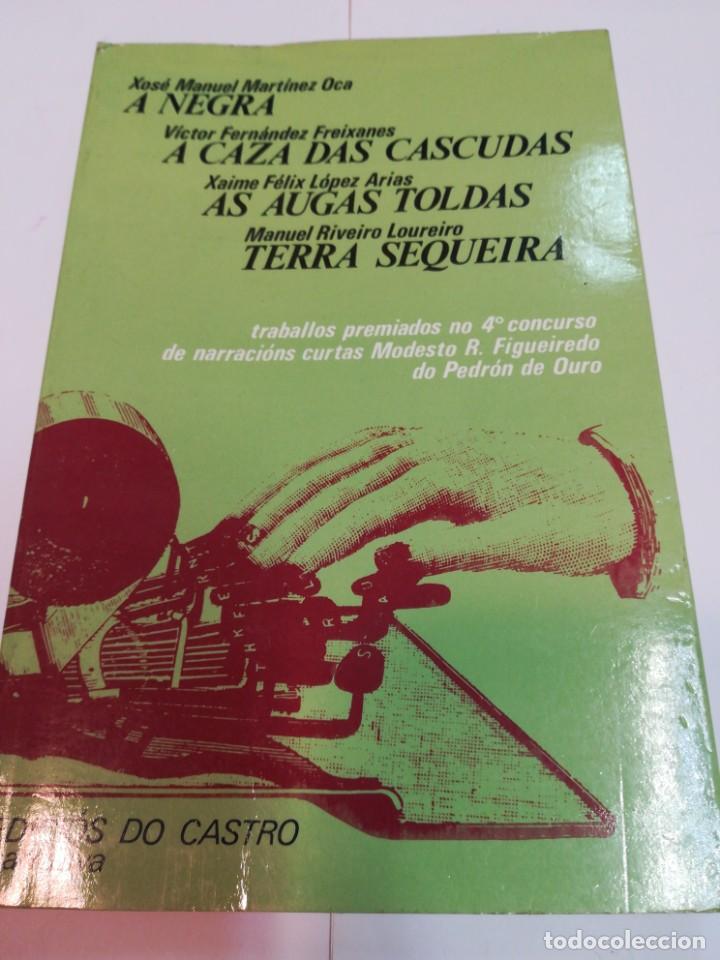 Xosé Manuel Martínez Oca
A NEGRA
Víctor Fernández Freixanes
A CAZA DAS CASCUDAS
Xaime Félix López Arias
AS AUGAS TOLDAS
Manuel Riveiro Loureiro
TERRA SEQUEIRA
traballos premiados no 4º concurso
de narracións curtas Modesto R. Figueiredo
do Pedrón de Ouro
DO CASTRO
todocoleccion.net